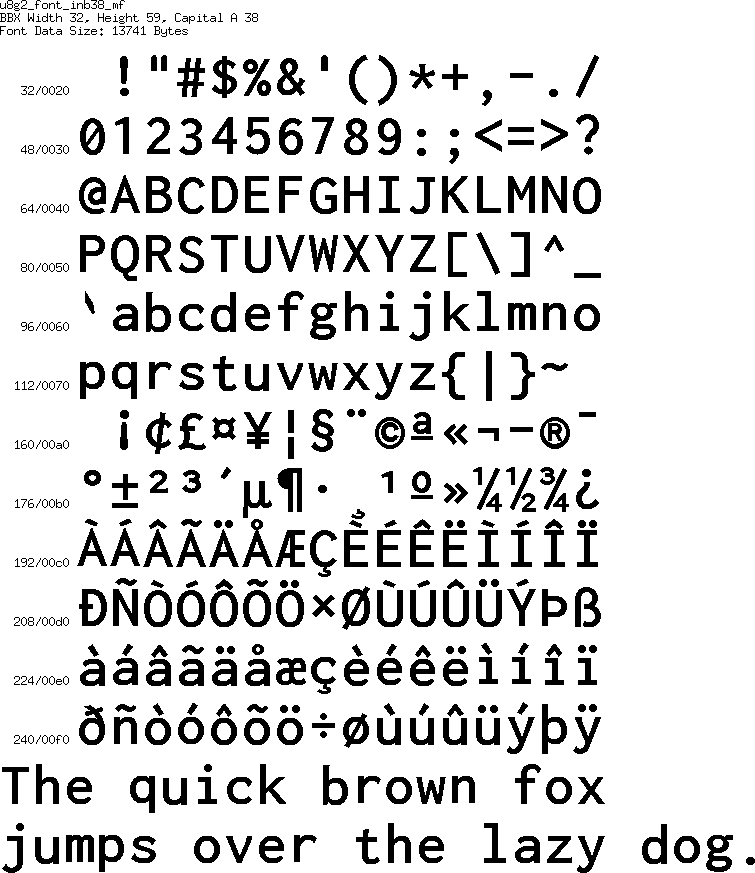 u8g2_font_inb38_mf
BBX Width 32, Height 59, Capital A 38
Font Data Size: 13741 Bytes
32/0020 !"#$%&'()*+,-./
48/0030 0123456789:;<=>?
64/0040 @ABCDEFGHIJKLMNO
80/0050 PQRSTUVWXYZ[\]^_
96/0060 `abcdefghijklmno
112/0070 pqrstuvwxyz{|}~
160/00a0 ¡¢£¤¥¦§¨©ª«¬-®¯
176/00b0 °±²³´µ¶· ¹º»¼½¾¿
192/00c0 ÀÁÂÃÄÅÆÇÈÉÊËÌÍÎÏ
208/00d0 ÐÑÒÓÔÕÖ×ØÙÚÛÜÝÞß
224/00e0 àáâãäåæçèéêëìíîï
240/00f0 ðñòóôõö÷øùúûüýþÿ
The quick brown fox
jumps over the lazy dog.